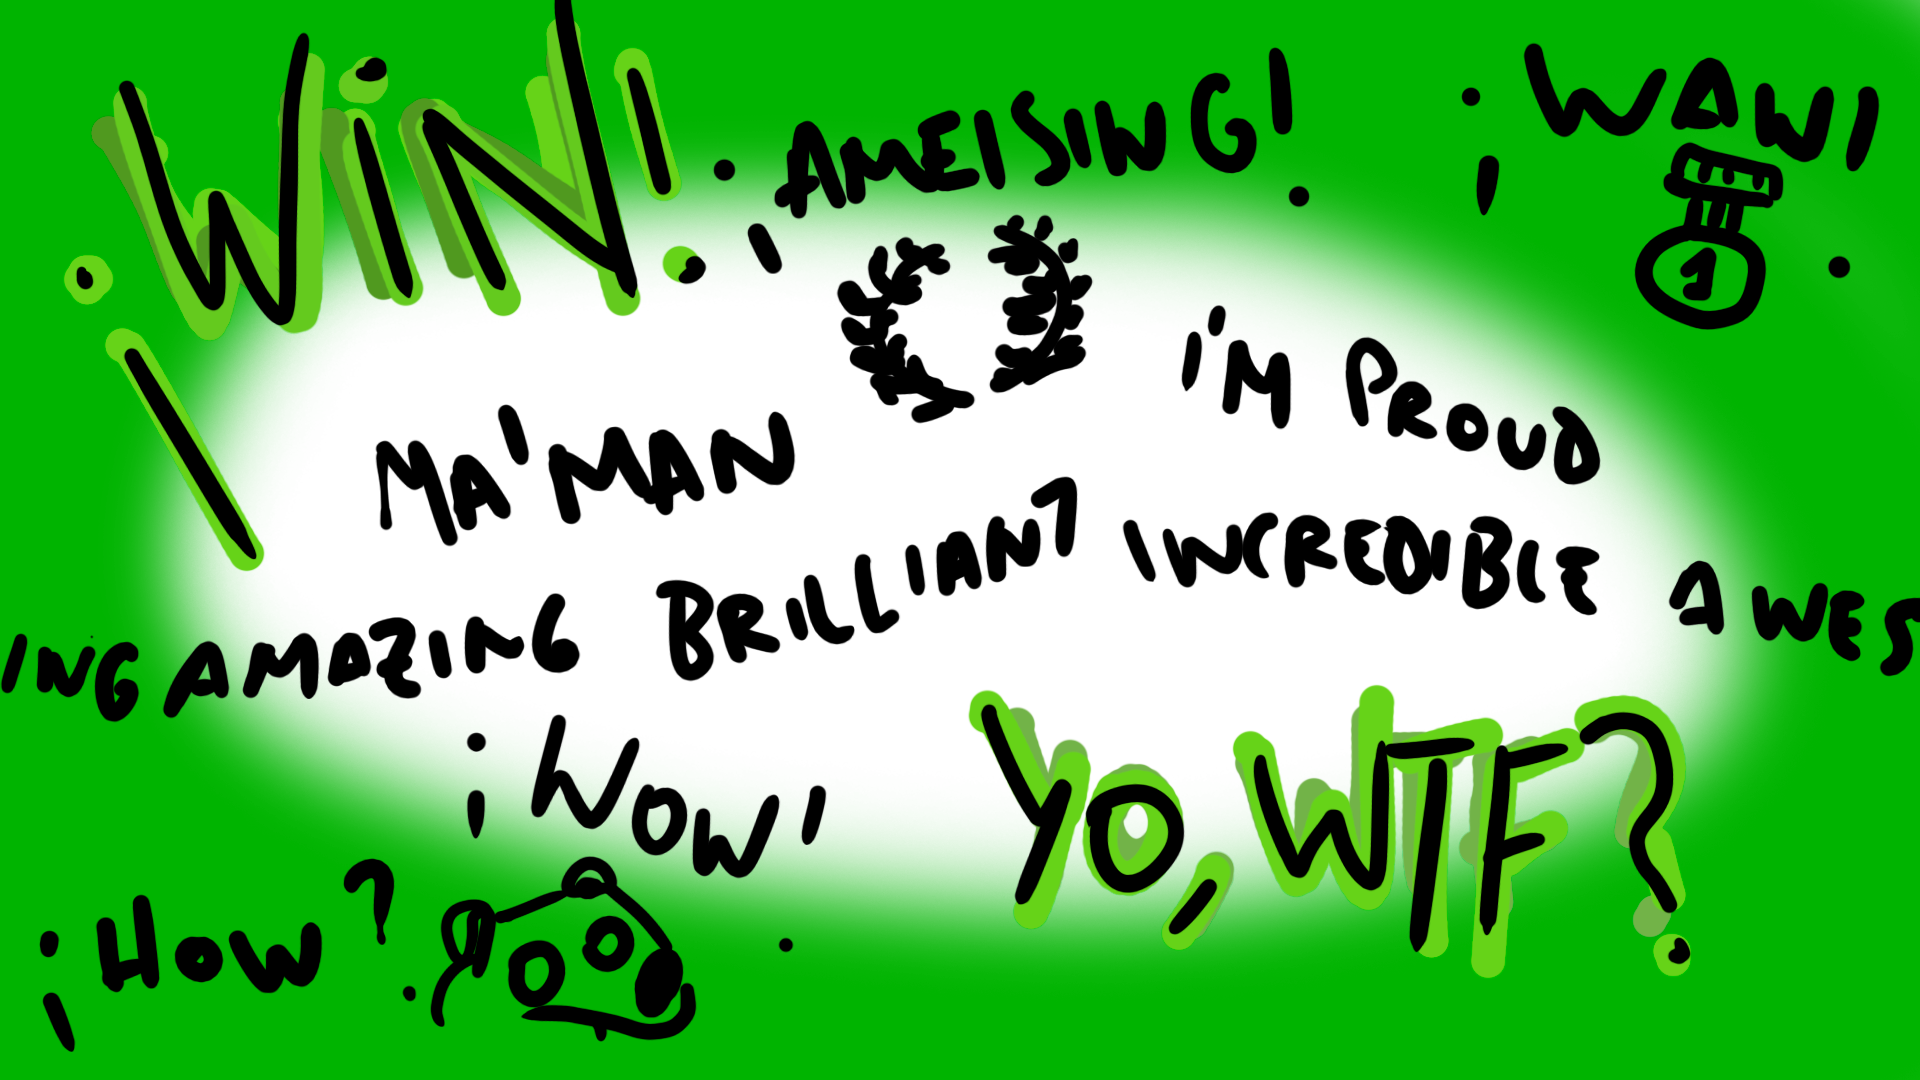 ¡WIN!
¡AMEISING!
¡WAW!
1
MA'MAN
I'M PROUD
ING AMAZING BRILLIANT INCREDIBLE AWES
¡WOW!
YO, WTF?
¡HOW?